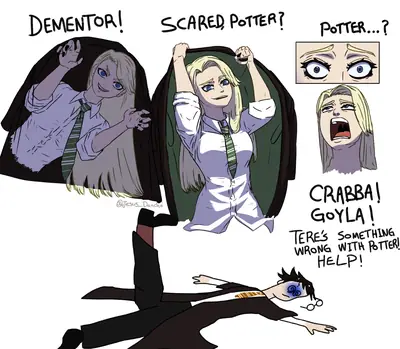 DEMENTOR!
SCARED, POTTER?
POTTER...?
CRABBA!
GOYLA!
TERE'S SOMETHING
WRONG WITH POTTER!
HELP!